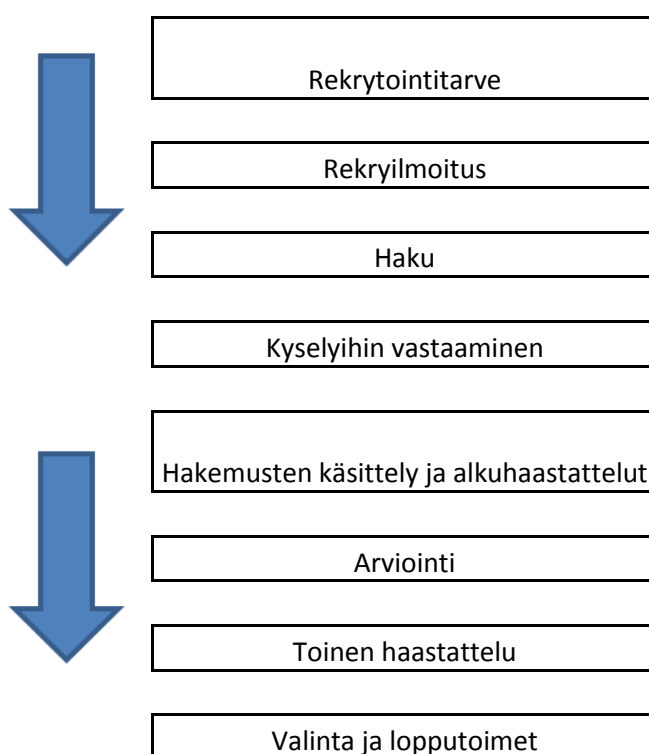 Rekrytointitarve
Rekryilmoitus
Haku
Kyselyihin vastaaminen
Hakemusten käsittely ja alkuhaastattelut
Arviointi
Toinen haastattelu
Valinta ja lopputoimet